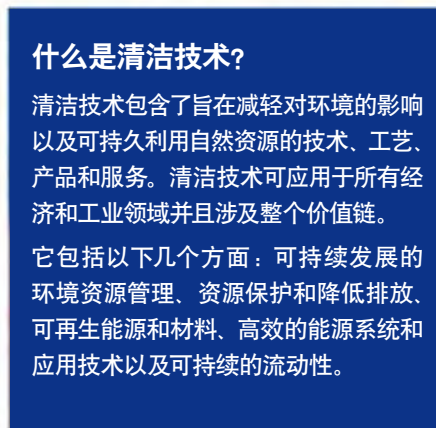 什么是清洁技术?
清洁技术包含了旨在减轻对环境的影响
以及可持久利用自然资源的技术、工艺、
产品和服务。清洁技术可应用于所有经
济和工业领域并且涉及整个价值链。
它包括以下几个方面：可持续发展的
环境资源管理、资源保护和降低排放、
可再生能源和材料、高效的能源系统和
应用技术以及可持续的流动性。